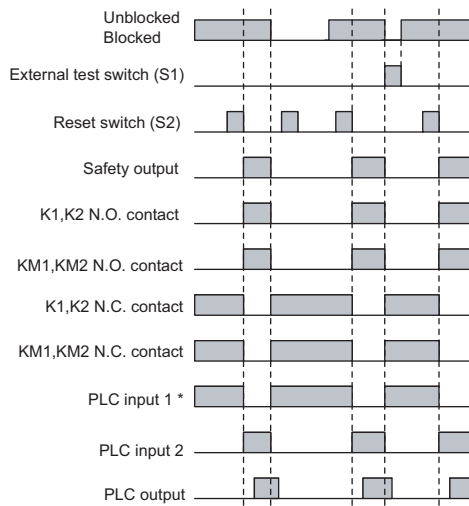 Unblocked
Blocked
External test switch (S1)
Reset switch (S2)
Safety output
K1,K2 N.O. contact
KM1,KM2 N.O. contact
K1,K2 N.C. contact
KM1,KM2 N.C. contact
PLC input 1 *
PLC input 2
PLC output